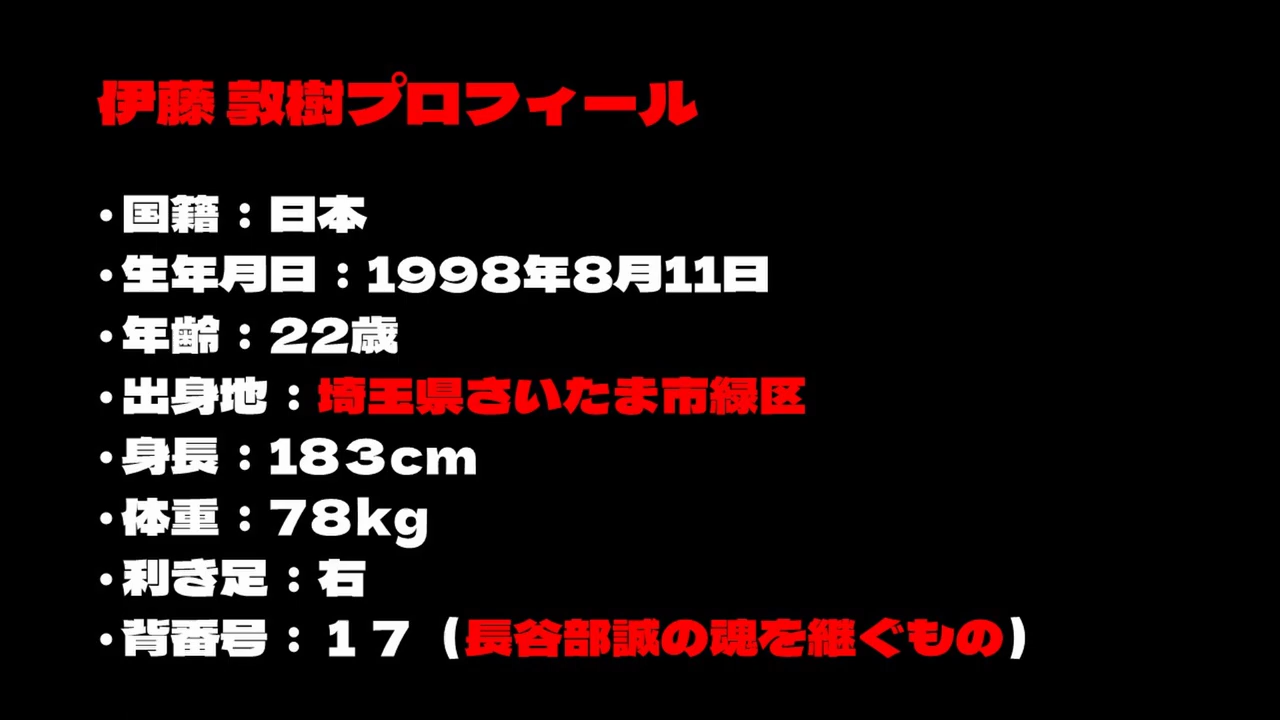 伊藤 敦樹プロフィール
・国籍：日本
・生年月日：1998年8月11日
・年齢：22歳
・出身地：埼玉県さいたま市緑区
・身長：183cm
・体重：78kg
・利き足：右
・背番号：１７（長谷部誠の魂を継ぐもの）